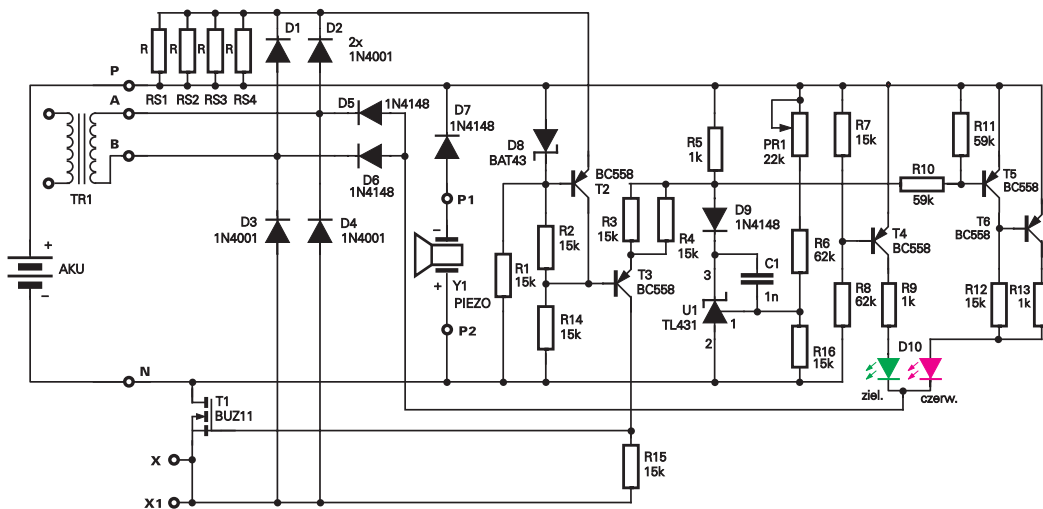 D1
D2
2x
1N4001
R
R
R
R
P
RS1
RS2
RS3
RS4
A
B
TR1
D5
1N4148
D6
1N4148
D7
1N4148
P1
D8
BAT43
BC558
T2
R5
1k
PR1
22k
R7
15k
R11
59k
R10
59k
T5
BC558
T6
BC558
D3
1N4001
D4
1N4001
+
AKU
−
−
+
Y1
PIEZO
P2
R1
15k
R2
15k
R14
15k
R3
15k
R4
15k
T3
BC558
D9
1N4148
3
C1
1n
U1
TL431
1
2
R6
62k
R16
15k
T4
BC558
R8
62k
R9
1k
R12
15k
R13
1k
D10
ziel.
czerw.
N
T1
BUZ11
X
X1
R15
15k